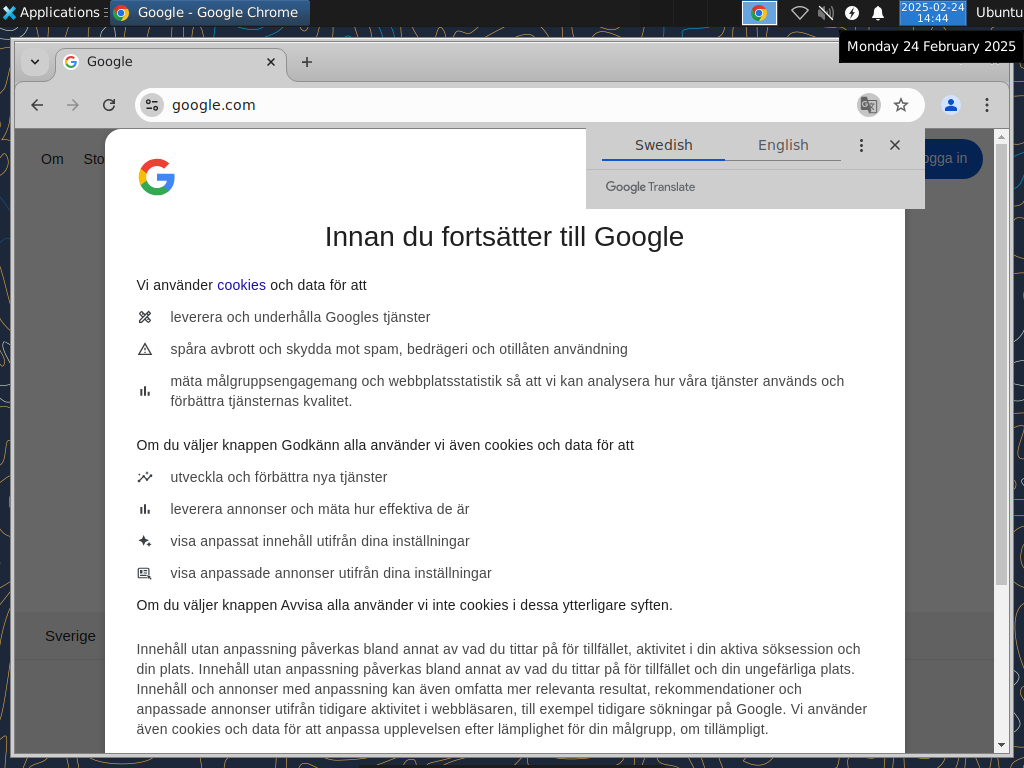 Applications
Google - Google Chrome
2025-02-24
14:44
Ubuntu
Monday 24 February 2025
Google
google.com
Om
Sto
ogga in
Swedish
English
Google Translate
Innan du fortsätter till Google
Vi använder cookies och data för att
leverera och underhålla Googles tjänster
spåra avbrott och skydda mot spam, bedrägeri och otillåten användning
mäta målgruppsengagemang och webbplatsstatistik så att vi kan analysera hur våra tjänster används och
förbättra tjänsternas kvalitet.
Om du väljer knappen Godkänn alla använder vi även cookies och data för att
utveckla och förbättra nya tjänster
leverera annonser och mäta hur effektiva de är
visa anpassat innehåll utifrån dina inställningar
visa anpassade annonser utifrån dina inställningar
Om du väljer knappen Avvisa alla använder vi inte cookies i dessa ytterligare syften.
Sverige
Innehåll utan anpassning påverkas bland annat av vad du tittar på för tillfället, aktivitet i din aktiva söksession och
din plats. Innehåll utan anpassning påverkas bland annat av vad du tittar på för tillfället och din ungefärliga plats.
Innehåll och annonser med anpassning kan även omfatta mer relevanta resultat, rekommendationer och
anpassade annonser utifrån tidigare aktivitet i webbläsaren, till exempel tidigare sökningar på Google. Vi använder
även cookies och data för att anpassa upplevelsen efter lämplighet för din målgrupp, om tillämpligt.